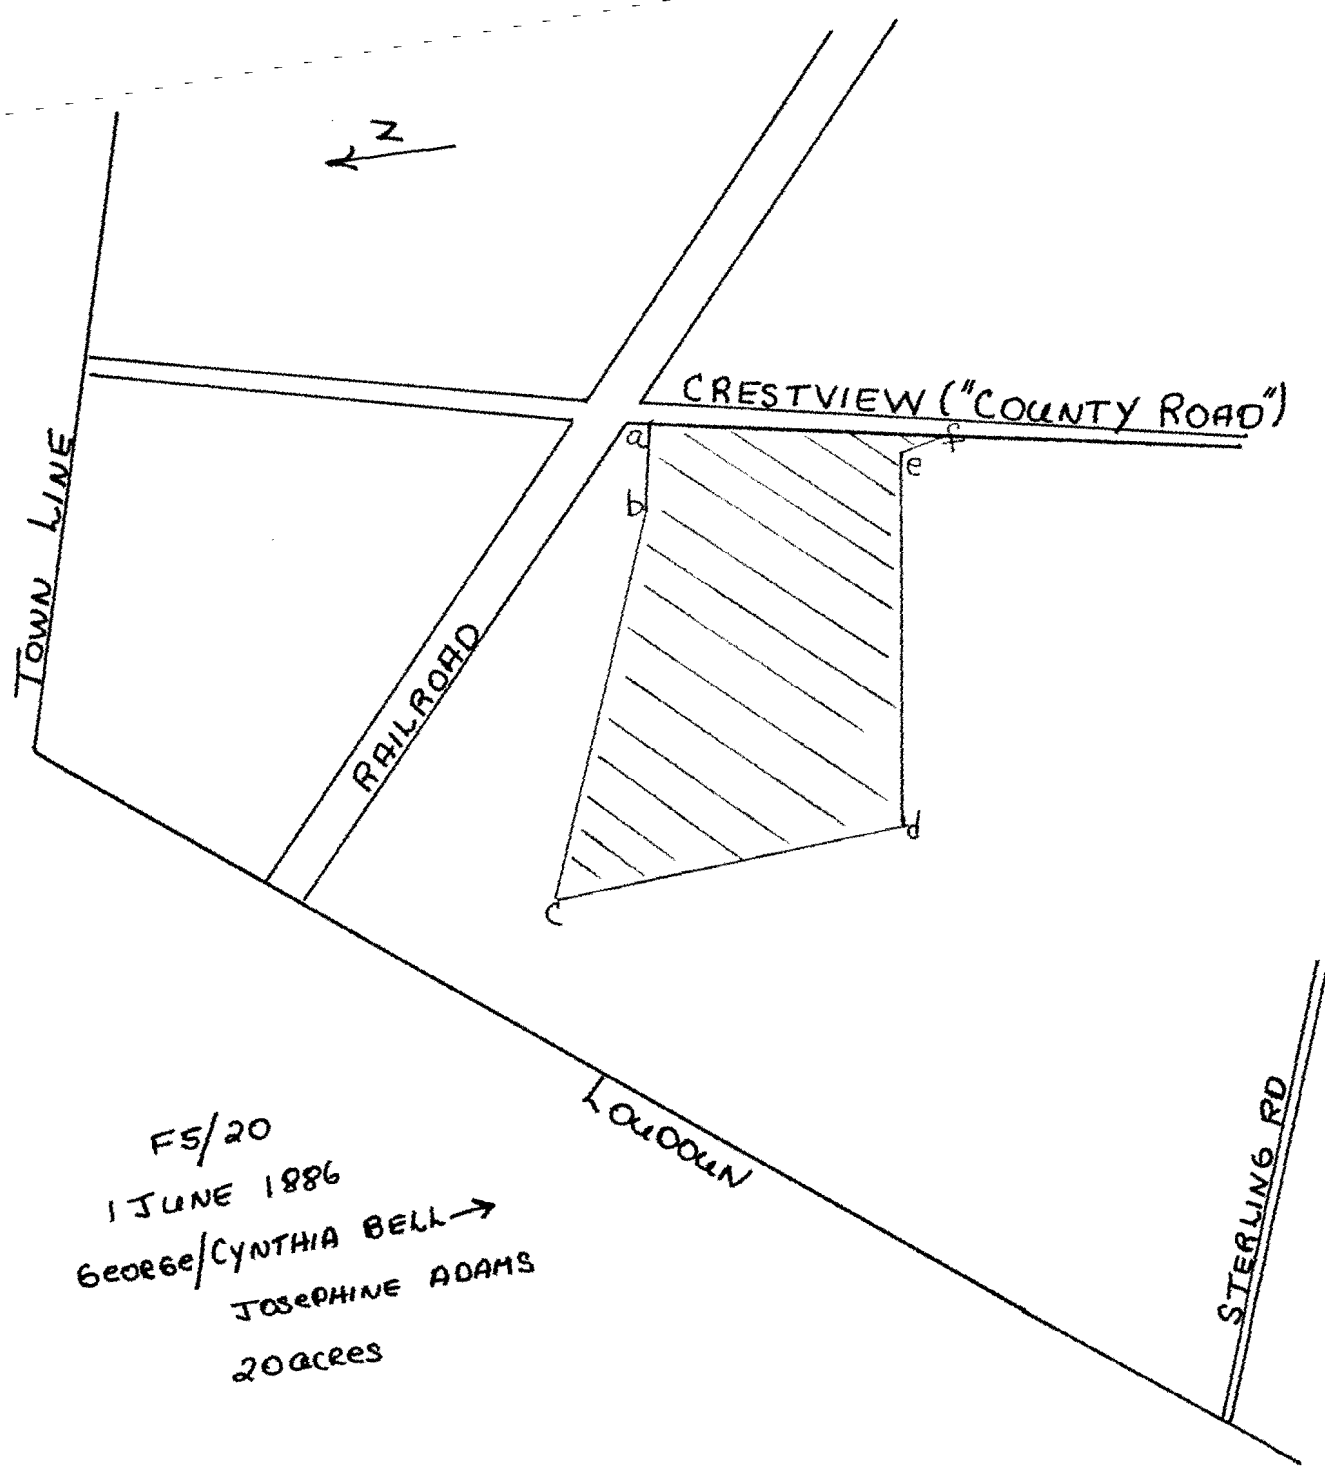 N
CRESTVIEW ("COUNTY ROAD")
a
f
e
b
TOWN LINE
RAILROAD
d
C
LOUDOUN
STERLING RD
F5/20
1 JUNE 1886
GEORGE/CYNTHIA BELL→
JOSEPHINE ADAMS
20 acres